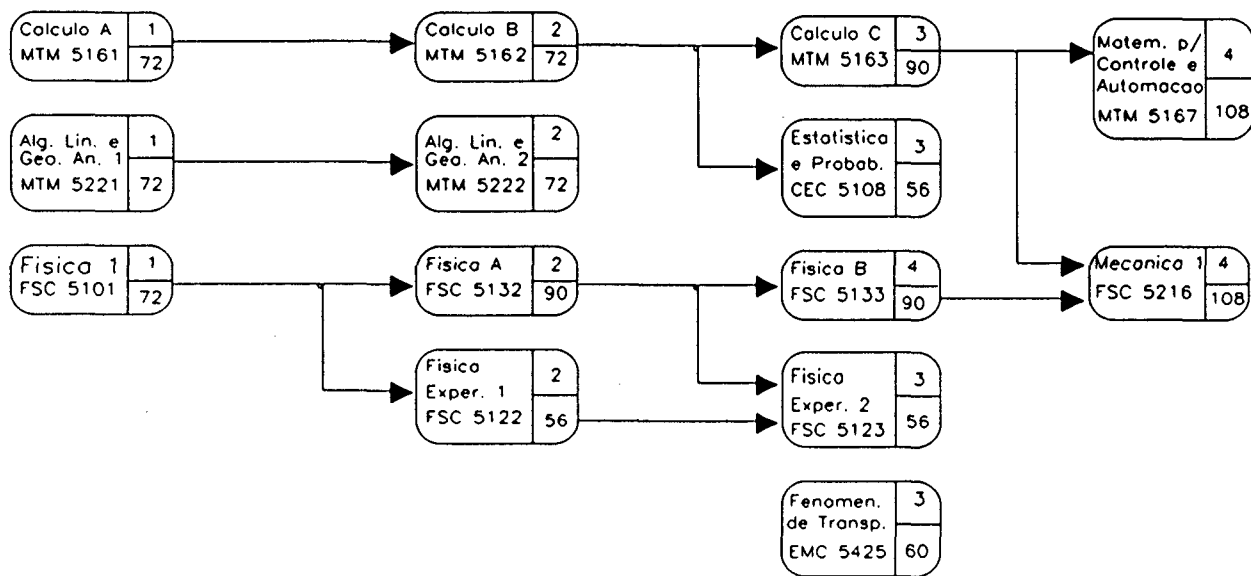 Calculo A 1
MTM 5161 72
Calculo B 2
MTM 5162 72
Calculo C 3
MTM 5163 90
Matem. p/
Controle e 4
Automacao
MTM 5167 108
Alg. Lin. e 1
Geo. An. 1
MTM 5221 72
Alg. Lin. e 2
Geo. An. 2
MTM 5222 72
Estatistica 3
e Probab.
CEC 5108 56
Fisica 1 1
FSC 5101 72
Fisica A 2
FSC 5132 90
Fisica B 4
FSC 5133 90
Mecanica 1 4
FSC 5216 108
Fisica 2
Exper. 1
FSC 5122 56
Fisica 3
Exper. 2
FSC 5123 56
Fenomen. 3
de Transp.
EMC 5425 60